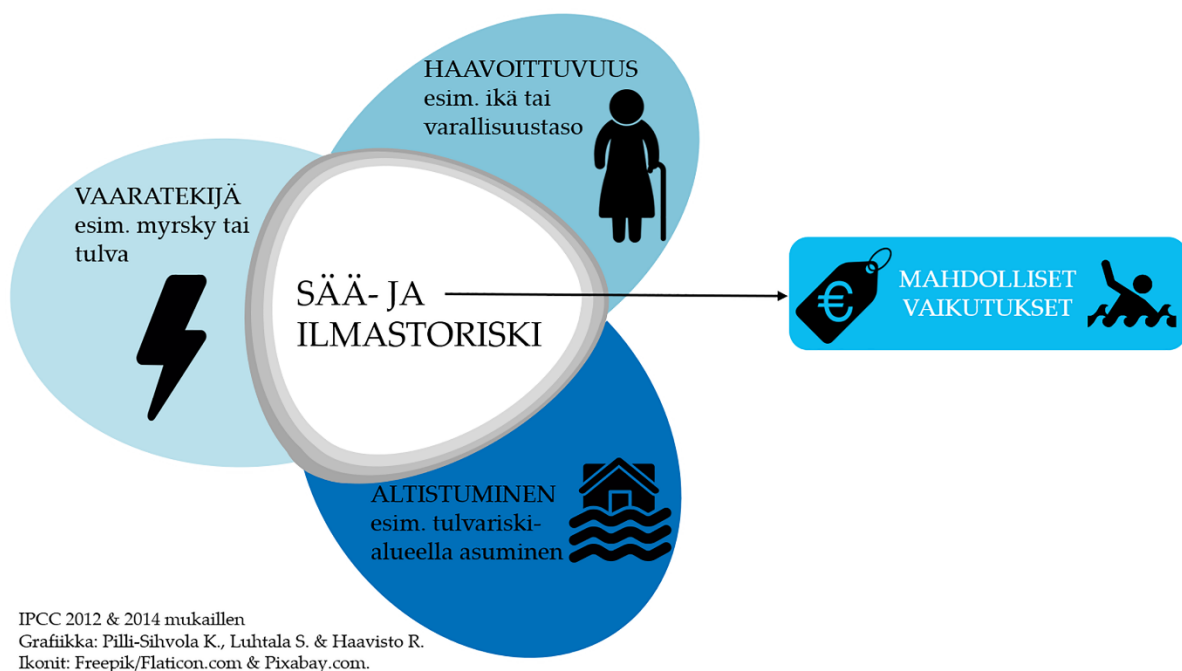 HAAVOITTUVUUS
esim. ikä tai
varallisuustaso
VAARATEKIJÄ
esim. myrsky tai
tulva
SÄÄ- JA
ILMASTORISKI
€
MAHDOLLISET
VAIKUTUKSET
ALTISTUMINEN
esim. tulvariski-
alueella asuminen
IPCC 2012 & 2014 mukaillen
Grafiikka: Pilli-Sihvola K., Luhtala S. & Haavisto R.
Ikonit: Freepik/Flaticon.com & Pixabay.com.